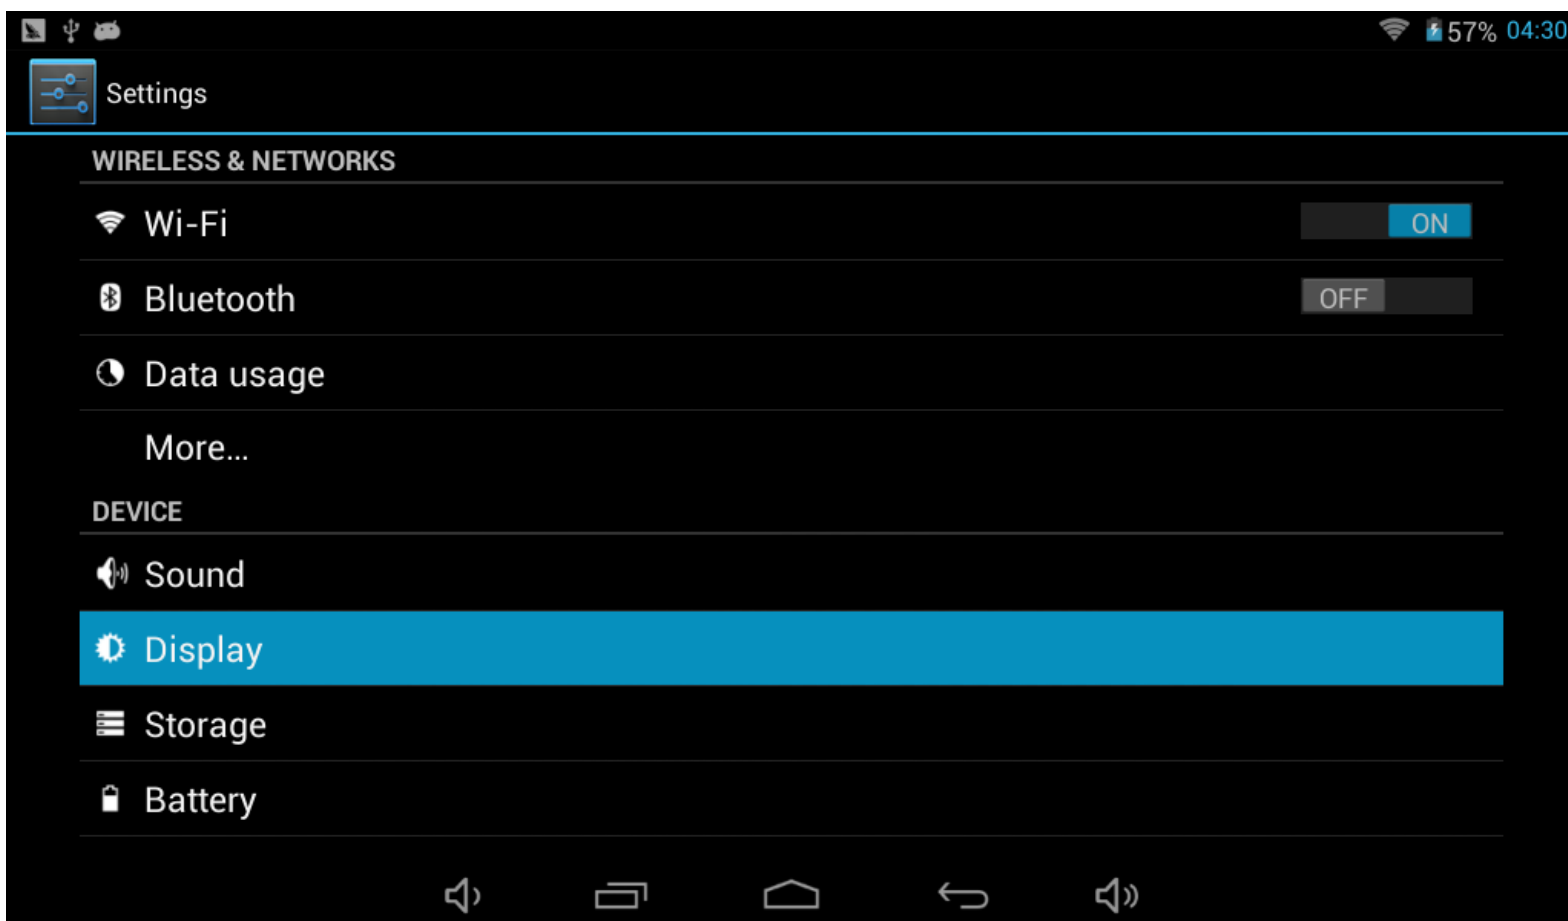 57% 04:30
Settings
WIRELESS & NETWORKS
Wi-Fi ON
Bluetooth OFF
Data usage
More...
DEVICE
Sound
Display
Storage
Battery